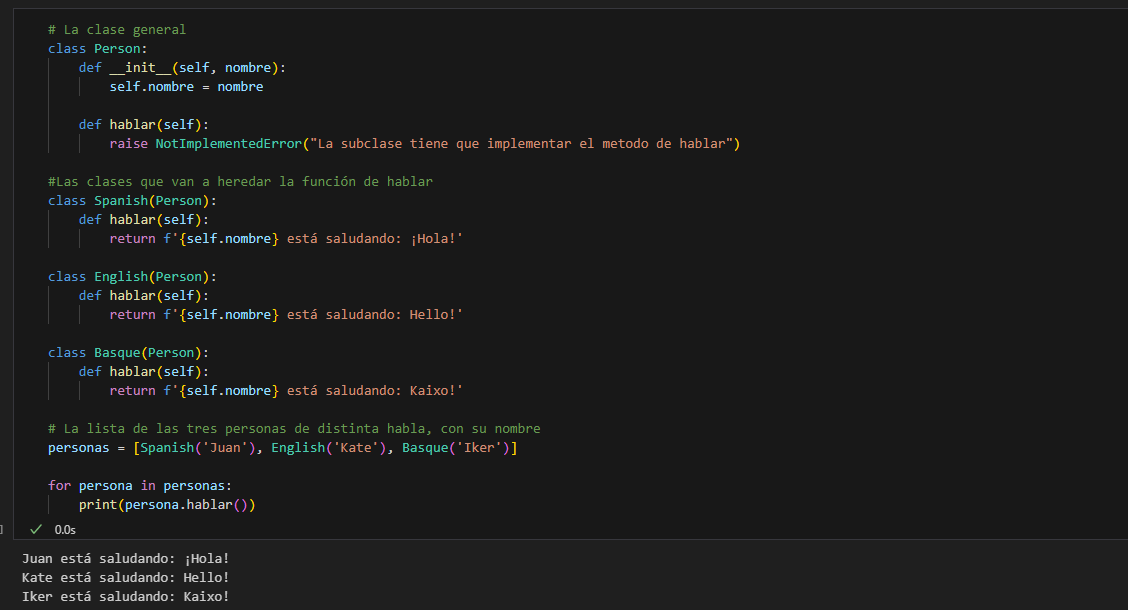 # La clase general
class Person:
    def __init__(self, nombre):
        self.nombre = nombre

    def hablar(self):
        raise NotImplementedError("La subclase tiene que implementar el metodo de hablar")

#Las clases que van a heredar la función de hablar
class Spanish(Person):
    def hablar(self):
        return f'{self.nombre} está saludando: ¡Hola!'

class English(Person):
    def hablar(self):
        return f'{self.nombre} está saludando: Hello!'

class Basque(Person):
    def hablar(self):
        return f'{self.nombre} está saludando: Kaixo!'

# La lista de las tres personas de distinta habla, con su nombre
personas = [Spanish('Juan'), English('Kate'), Basque('Iker')]

for persona in personas:
    print(persona.hablar())
] ✓ 0.0s
Juan está saludando: ¡Hola!
Kate está saludando: Hello!
Iker está saludando: Kaixo!